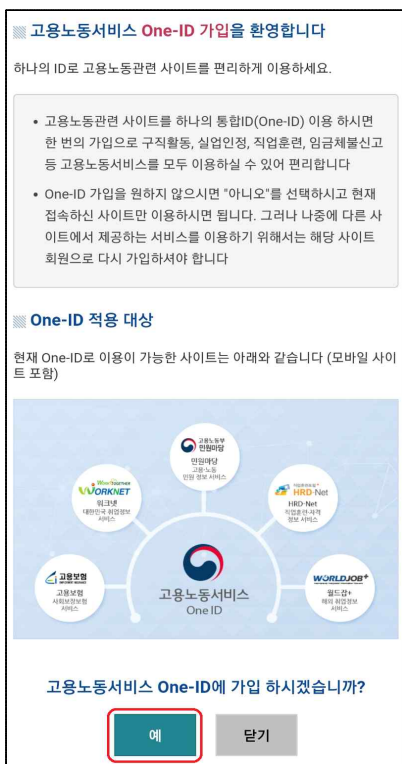 고용노동서비스 One-ID 가입을 환영합니다
하나의 ID로 고용노동관련 사이트를 편리하게 이용하세요.
• 고용노동관련 사이트를 하나의 통합ID(One-ID) 이용 하시면
한 번의 가입으로 구직활동, 실업인정, 직업훈련, 임금체불신고
등 고용노동서비스를 모두 이용하실 수 있어 편리합니다
• One-ID 가입을 원하지 않으시면 "아니오"를 선택하시고 현재
접속하신 사이트만 이용하시면 됩니다. 그러나 나중에 다른 사
이트에서 제공하는 서비스를 이용하기 위해서는 해당 사이트
회원으로 다시 가입하셔야 합니다
One-ID 적용 대상
현재 One-ID로 이용이 가능한 사이트는 아래와 같습니다 (모바일 사이
트 포함)
고용노동부
민원마당
민원마당
고용·노동
민원 정보 서비스
WORKNET
워크넷
대한민국 취업정보
서비스
HRD-Net
HRD-Net
직업훈련·자격
정보 서비스
고용보험
고용보험
사회보장보험
서비스
WORLDJOB+
월드잡+
해외 취업정보
서비스
고용노동서비스
One ID
고용노동서비스 One-ID에 가입 하시겠습니까?
예
닫기